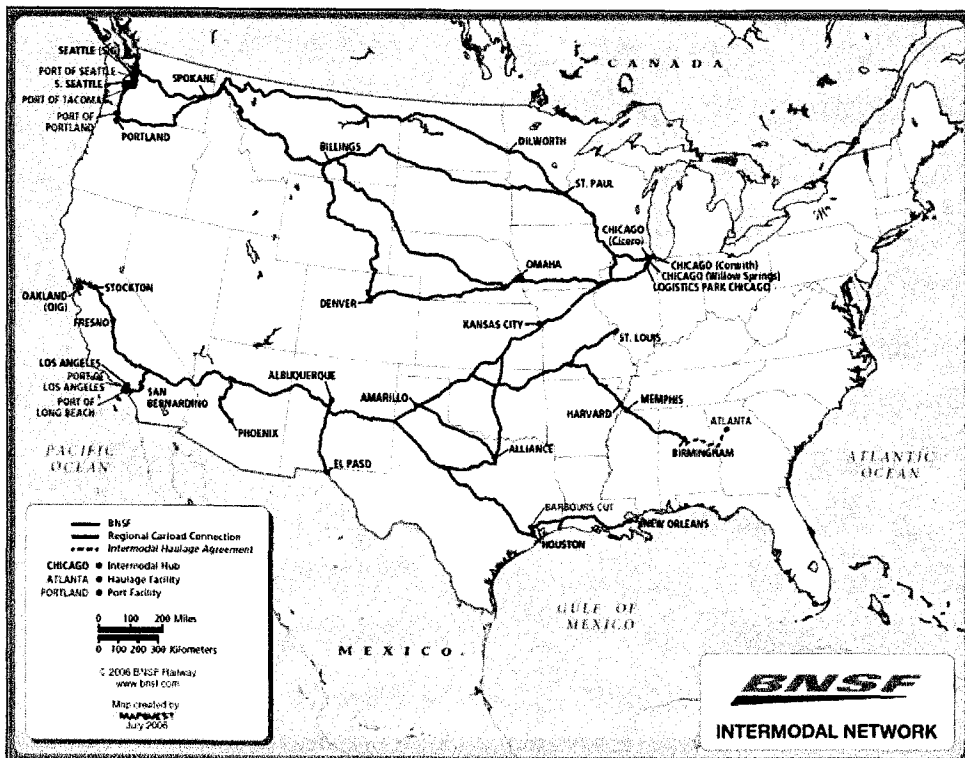 CANADA
SEATTLE (SIG)
PORT OF SEATTLE
S. SEATTLE
PORT OF TACOMA
PORT OF
PORTLAND
PORTLAND
SPOKANE
BILLINGS
DILWORTH
ST. PAUL
CHICAGO
(Cicero)
CHICAGO (Corwith)
CHICAGO (Willow Springs)
LOGISTICS PARK CHICAGO
OMAHA
DENVER
OAKLAND
(OIG)
STOCKTON
FRESNO
KANSAS CITY
ST. LOUIS
LOS ANGELES
PORT OF
LOS ANGELES
PORT OF
LONG BEACH
SAN
BERNARDINO
ALBUQUERQUE
AMARILLO
PHOENIX
HARVARD
MEMPHIS
ATLANTA
BIRMINGHAM
ALLIANCE
EL PASO
PACIFIC
OCEAN
ATLANTIC
OCEAN
BARBOURS CUT
NEW ORLEANS
HOUSTON
GULF OF
MEXICO
MEXICO
BNSF
Regional Carload Connection
Intermodal Haulage Agreement
CHICAGO ● Intermodal Hub
ATLANTA ● Haulage Facility
PORTLAND ● Port Facility
0 100 200 Miles
0 100 200 300 Kilometers
© 2006 BNSF Railway
www.bnsf.com
Map created by
MAPQUEST
July 2006
BNSF
INTERMODAL NETWORK